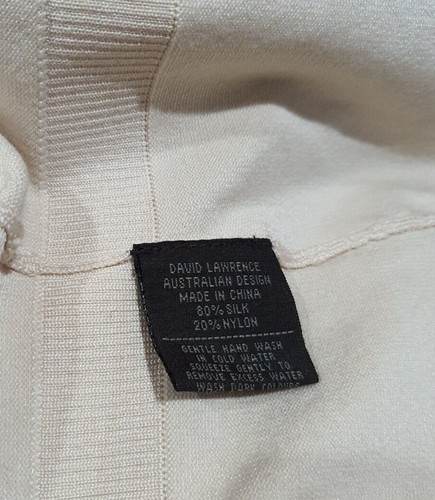 DAVID LAWRENCE
AUSTRALIAN DESIGN
MADE IN CHINA
80% SILK
20% NYLON
GENTLE HAND WASH
IN COLD WATER
SQUEEZE GENTLY TO
REMOVE EXCESS WATER
WASH DARK COLOURS